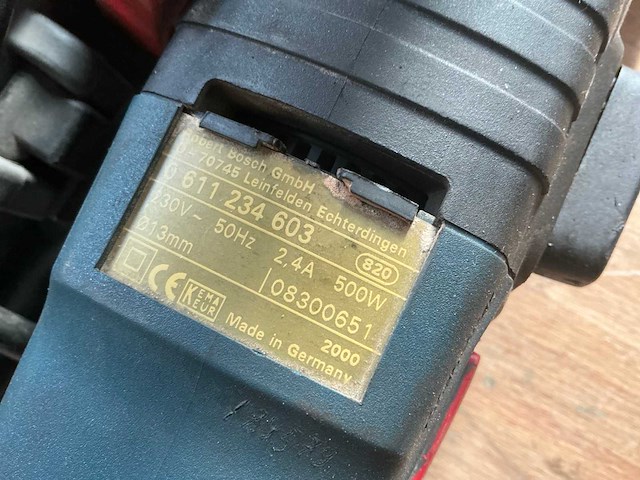 Robert Bosch GmbH
70745 Leinfelden Echterdingen
0 611 234 603
820
230V~ 50Hz 2,4A 500W
Ø13mm
08300651
CE KEMA KEUR
2000
Made in Germany